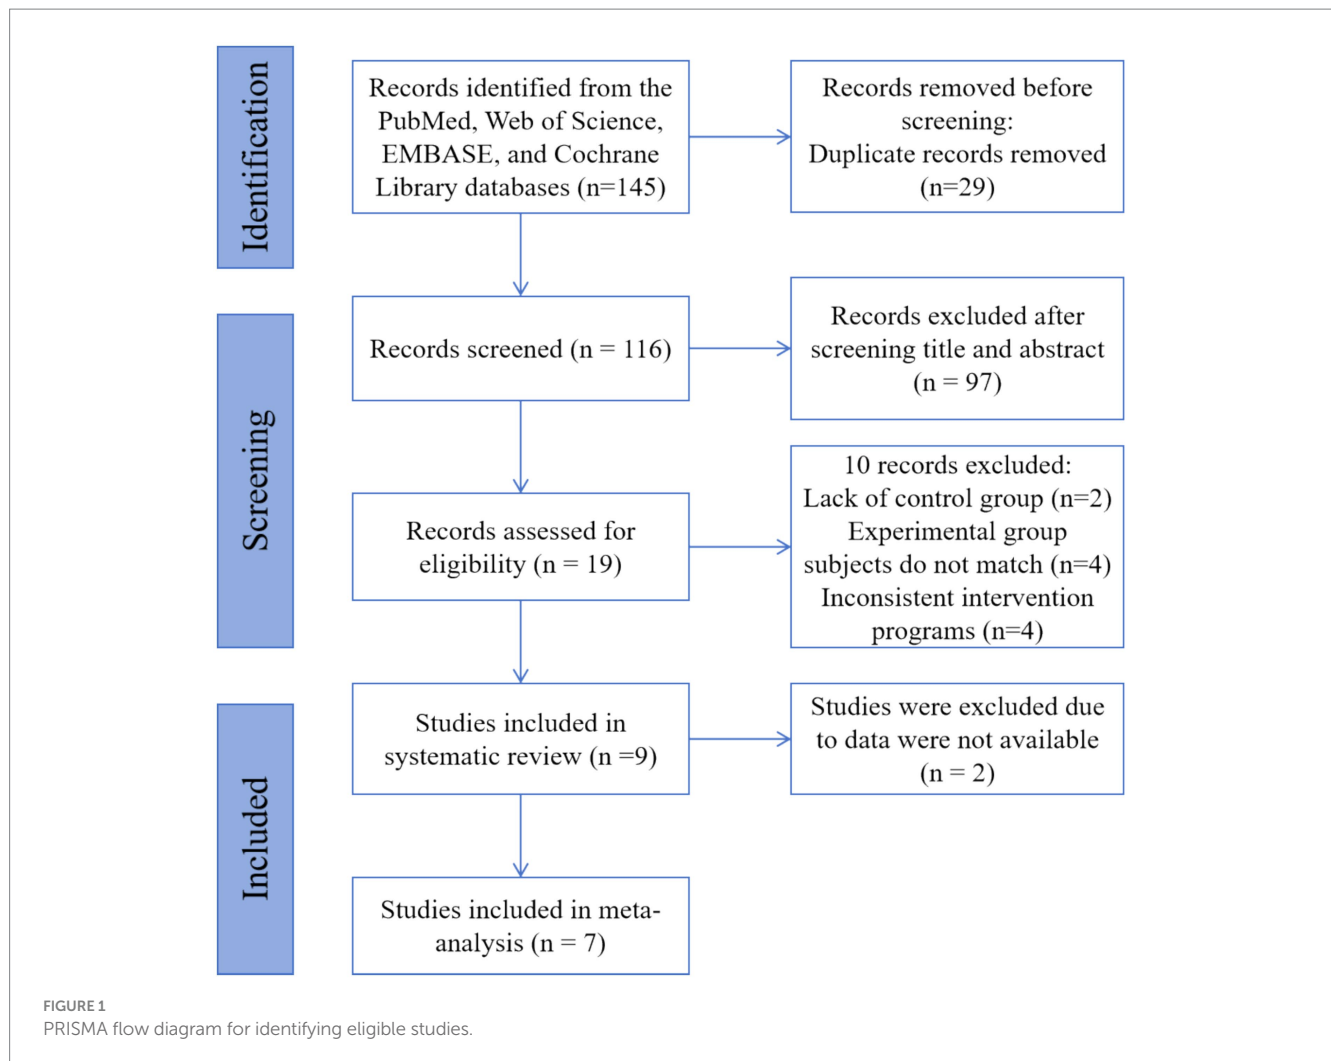 Identification
Records identified from the
PubMed, Web of Science,
EMBASE, and Cochrane
Library databases (n=145)
Records removed before
screening:
Duplicate records removed
(n=29)
Screening
Records screened (n = 116)
Records excluded after
screening title and abstract
(n = 97)
Records assessed for
eligibility (n = 19)
10 records excluded:
Lack of control group (n=2)
Experimental group
subjects do not match (n=4)
Inconsistent intervention
programs (n=4)
Included
Studies included in
systematic review (n =9)
Studies were excluded due
to data were not available
(n = 2)
Studies included in meta-
analysis (n = 7)
FIGURE 1
PRISMA flow diagram for identifying eligible studies.